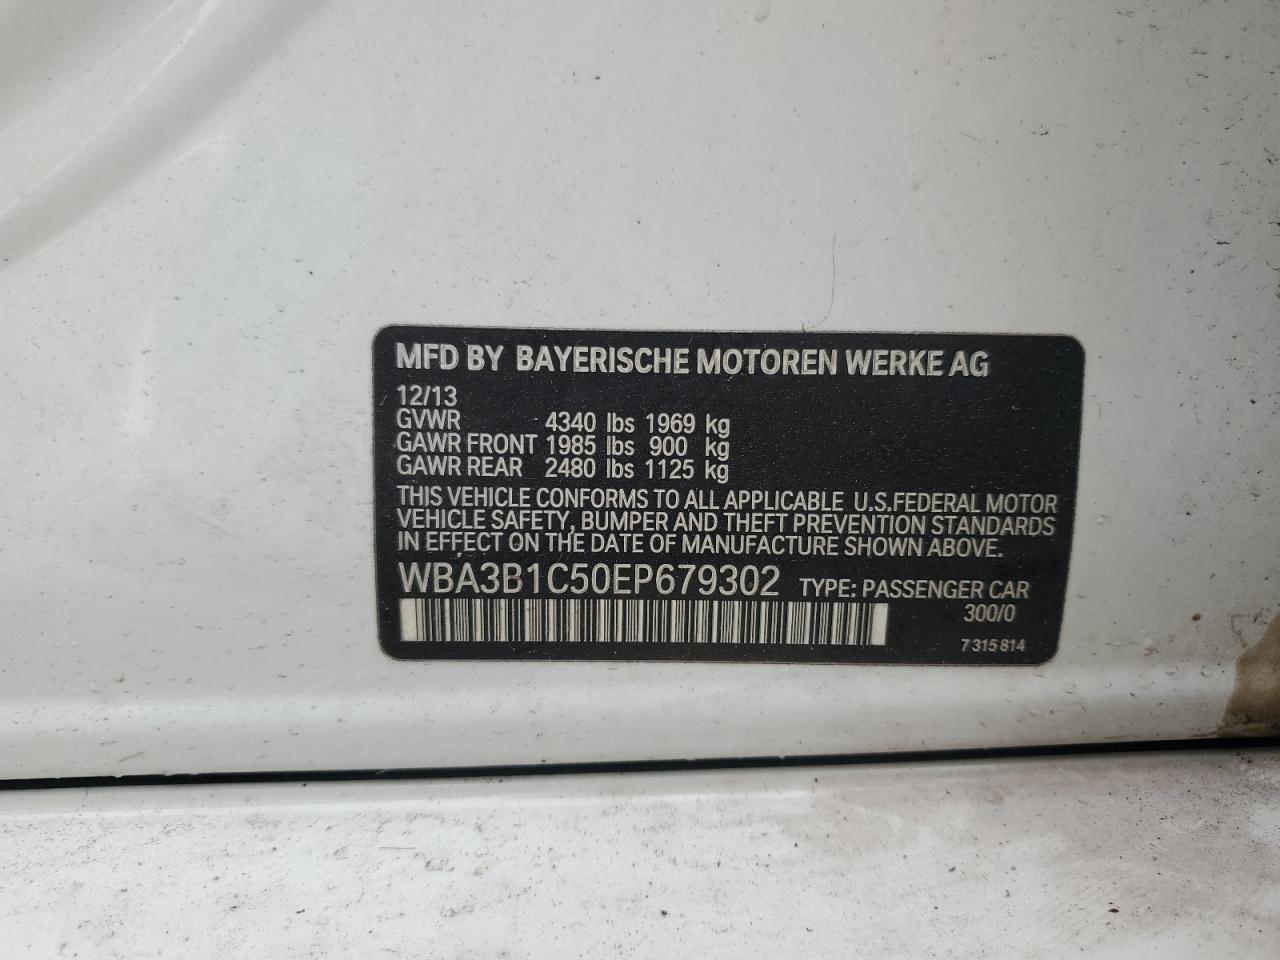 MFD BY BAYERISCHE MOTOREN WERKE AG
12/13
GVWR 4340 lbs 1969 kg
GAWR FRONT 1985 lbs 900 kg
GAWR REAR 2480 lbs 1125 kg
THIS VEHICLE CONFORMS TO ALL APPLICABLE U.S.FEDERAL MOTOR
VEHICLE SAFETY, BUMPER AND THEFT PREVENTION STANDARDS
IN EFFECT ON THE DATE OF MANUFACTURE SHOWN ABOVE.
WBA3B1C50EP679302 TYPE: PASSENGER CAR
300/0
7 315 814